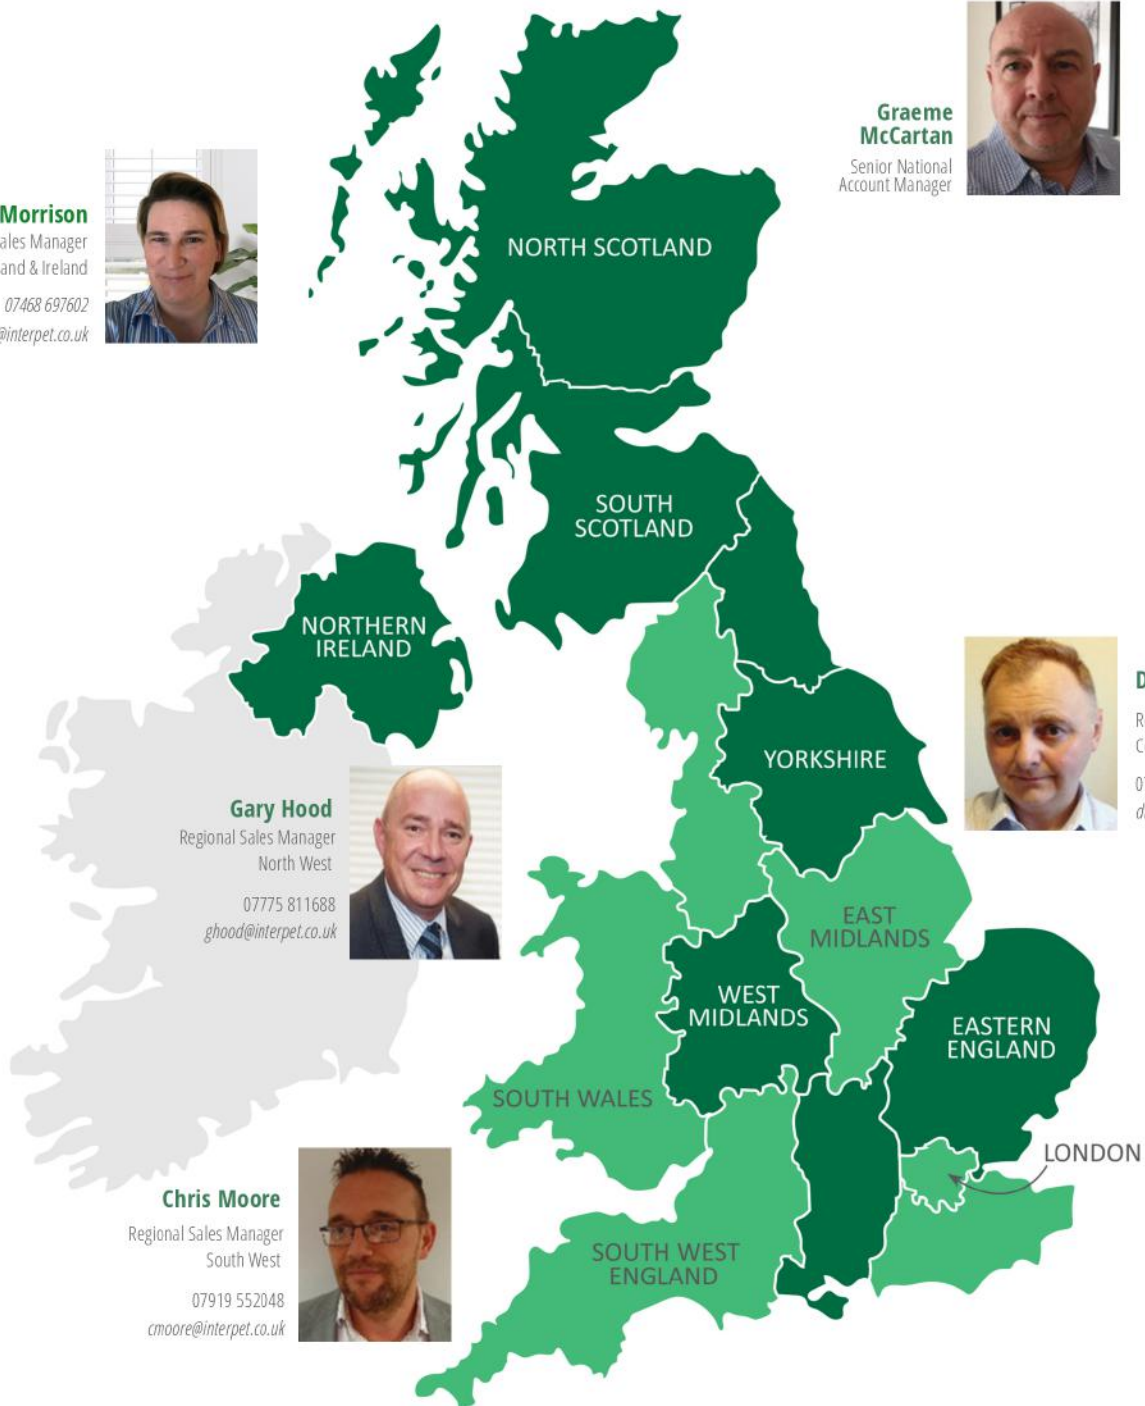 Graeme
McCartan
Senior National
Account Manager
Morrison
ales Manager
and & Ireland
07468 697602
@interpet.co.uk
NORTH SCOTLAND
SOUTH
SCOTLAND
NORTHERN
IRELAND
YORKSHIRE
Gary Hood
Regional Sales Manager
North West
07775 811688
ghood@interpet.co.uk
EAST
MIDLANDS
WEST
MIDLANDS
EASTERN
ENGLAND
SOUTH WALES
LONDON
Chris Moore
Regional Sales Manager
South West
07919 552048
cmoore@interpet.co.uk
SOUTH WEST
ENGLAND